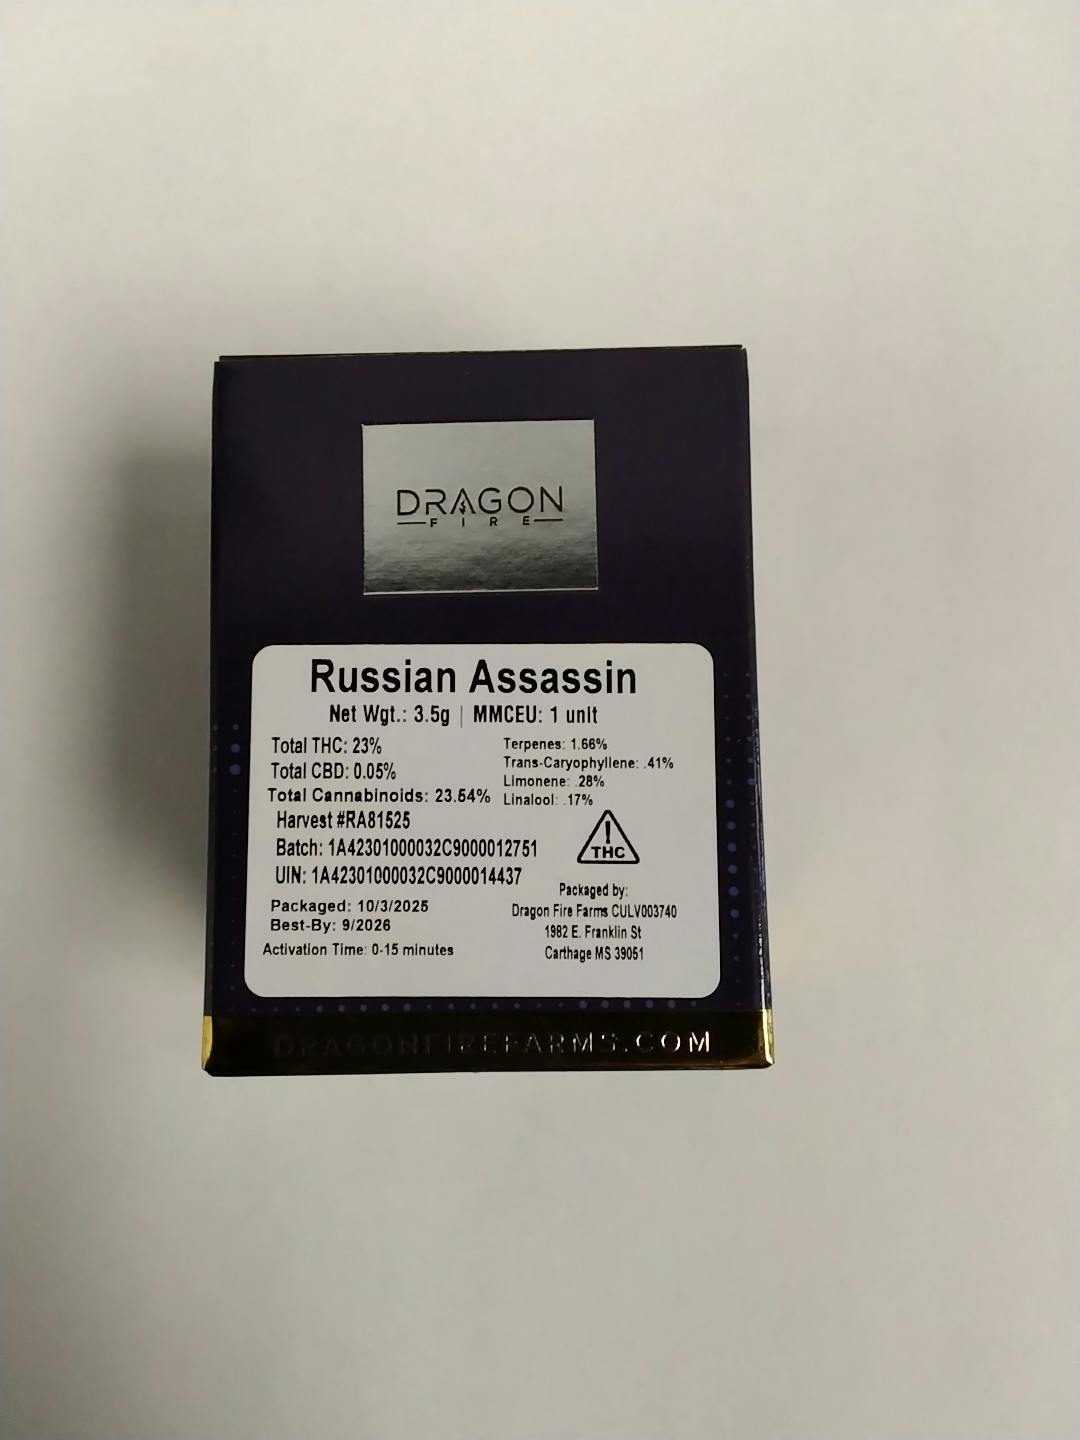 DRAGON
FIRE
Russian Assassin
Net Wgt.: 3.5g | MMCEU: 1 unit
Total THC: 23%
Total CBD: 0.05%
Total Cannabinoids: 23.54%
Terpenes: 1.66%
Trans-Caryophyllene: .41%
Limonene: .28%
Linalool: .17%
Harvest #RA81525
Batch: 1A42301000032C9000012751
UIN: 1A42301000032C9000014437
Packaged: 10/3/2025
Best-By: 9/2026
Activation Time: 0-15 minutes
!
THC
Packaged by:
Dragon Fire Farms CULV003740
1982 E. Franklin St
Carthage MS 39051
DRAGONFIREFARMS.COM